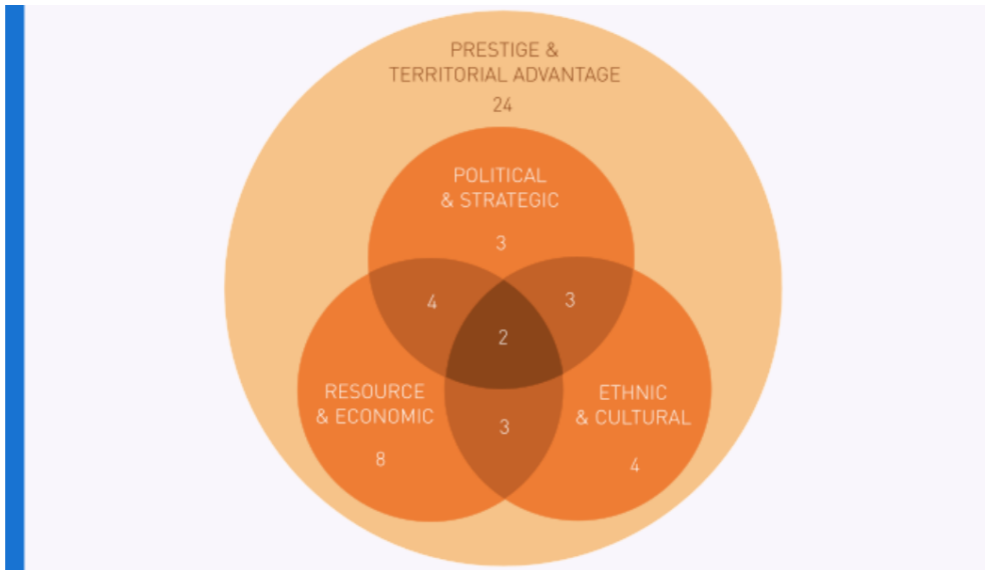 PRESTIGE &
TERRITORIAL ADVANTAGE
24
POLITICAL
& STRATEGIC
3
4
3
2
RESOURCE
& ECONOMIC
8
3
ETHNIC
& CULTURAL
4